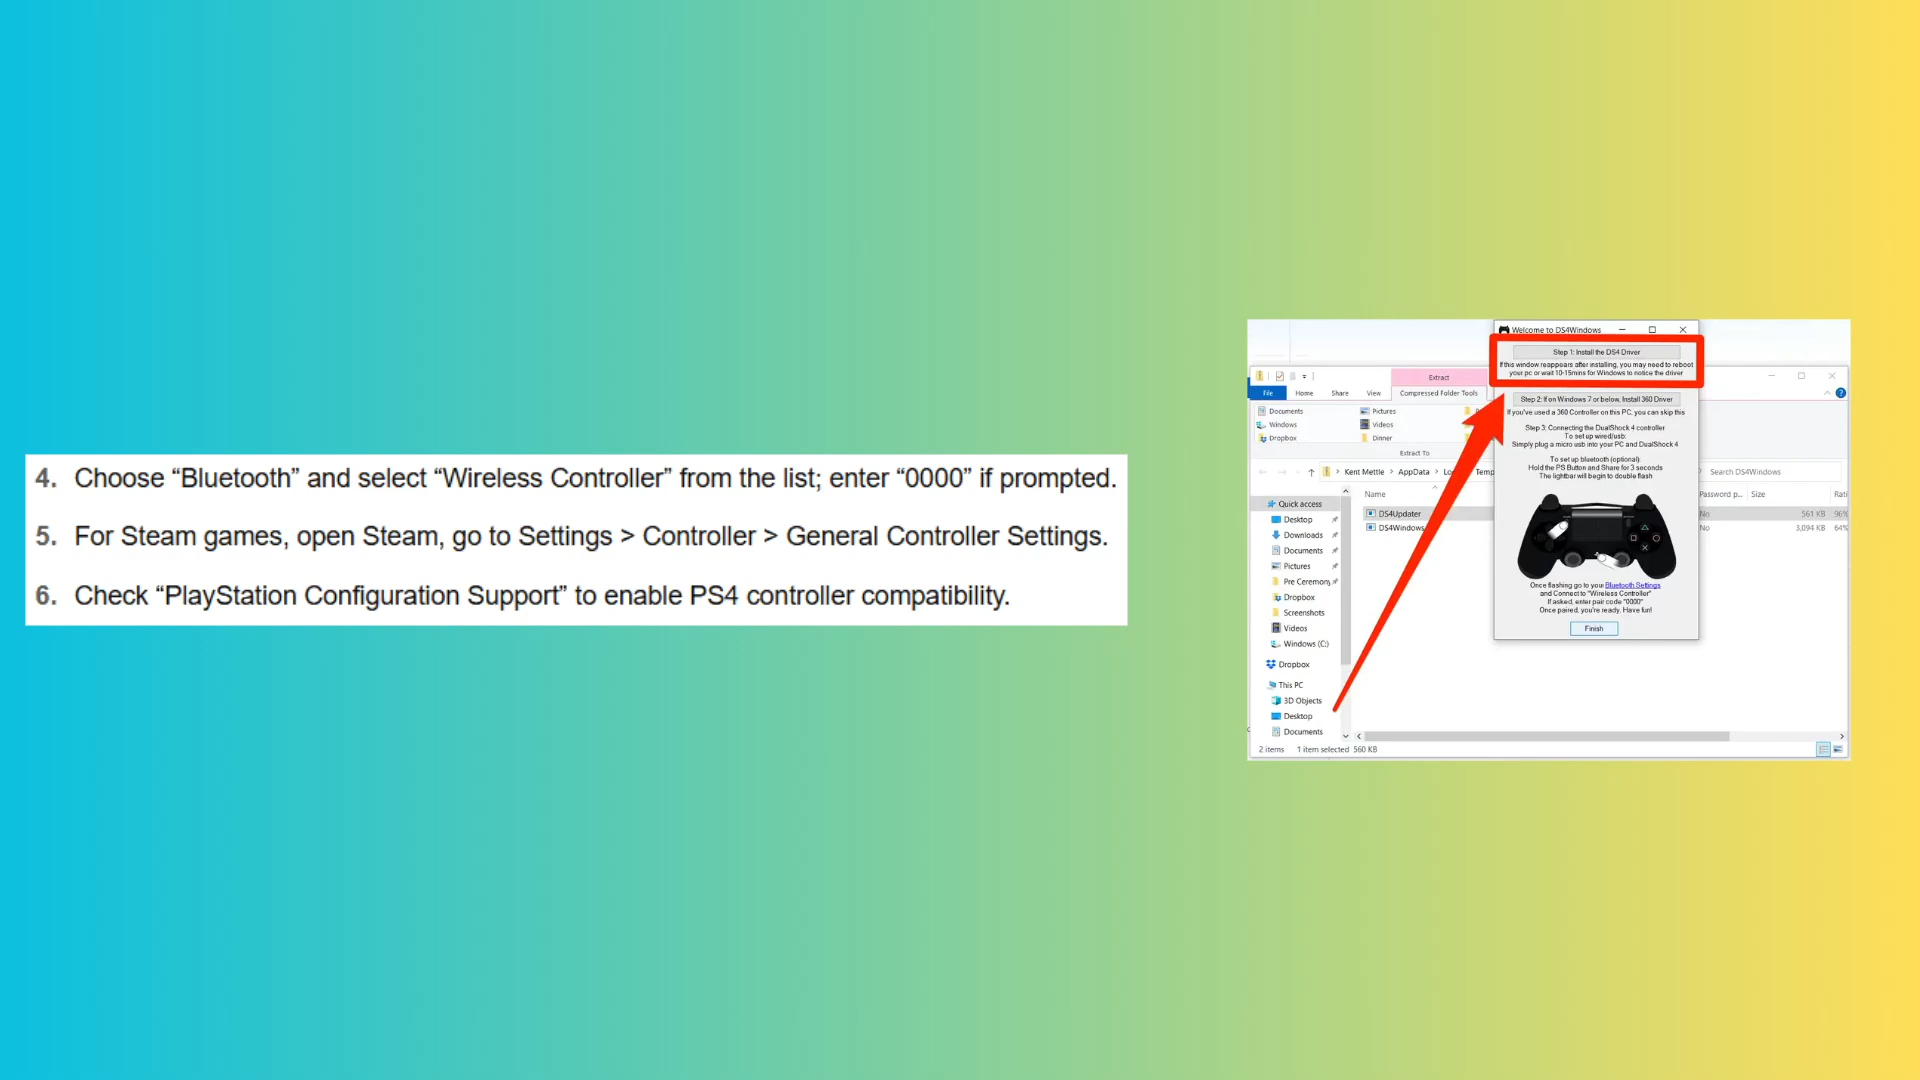 4. Choose “Bluetooth” and select “Wireless Controller” from the list; enter “0000” if prompted.
5. For Steam games, open Steam, go to Settings > Controller > General Controller Settings.
6. Check “PlayStation Configuration Support” to enable PS4 controller compatibility.
Welcome to DS4Windows
Step 1: Install the DS4 Driver
If this window reappears after installing, you may need to reboot
your pc or wait 10-15mins for Windows to notice the driver
Step 2: If on Windows 7 or below, Install 360 Driver
If you've used a 360 Controller on this PC, you can skip this
Step 3: Connecting the DualShock 4 controller
To set up wired/usb:
Simply plug a micro usb into your PC and DualShock 4
To set up bluetooth (optional):
Hold the PS Button and Share for 3 seconds
The lightbar will begin to double flash
Once flashing go to your Bluetooth Settings
and Connect to "Wireless Controller"
If asked, enter pair code "0000"
Once paired, you're ready. Have fun!
Finish
Extract
File Home Share View Compressed Folder Tools
Documents Pictures
Windows Videos
Dropbox Dinner
Extract To
Kent Mettle > AppData > Temp
Search DS4Windows
Name Password p... Size
DS4Updater No 561 KB 96%
DS4Windows No 3,094 KB 64%
Quick access
Desktop
Downloads
Documents
Pictures
Pre Ceremony
Dropbox
Screenshots
Videos
Windows (C:)
Dropbox
This PC
3D Objects
Desktop
Documents
2 items 1 item selected 560 KB